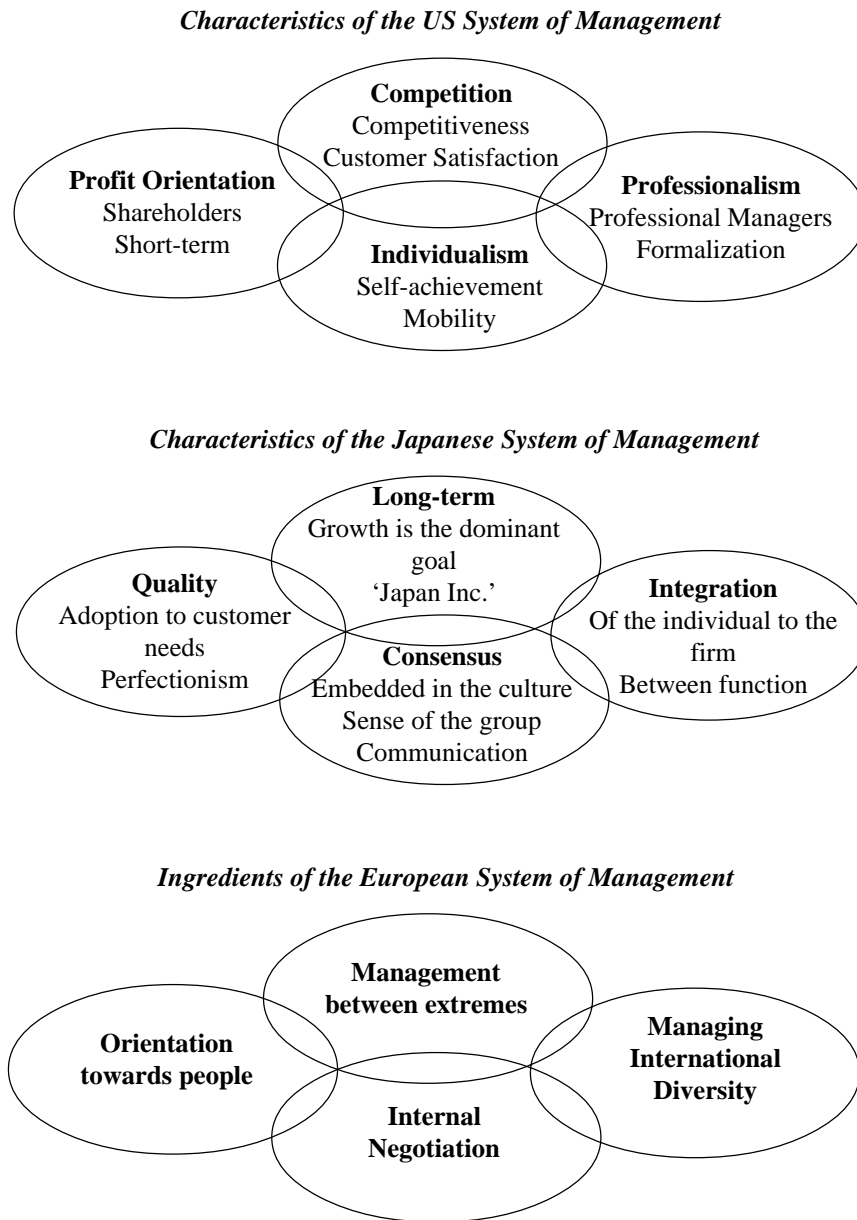 Characteristics of the US System of Management
Competition
Competitiveness
Customer Satisfaction
Profit Orientation
Shareholders
Short-term
Professionalism
Professional Managers
Formalization
Individualism
Self-achievement
Mobility
Characteristics of the Japanese System of Management
Long-term
Growth is the dominant
goal
‘Japan Inc.’
Quality
Adoption to customer
needs
Perfectionism
Integration
Of the individual to the
firm
Between function
Consensus
Embedded in the culture
Sense of the group
Communication
Ingredients of the European System of Management
Management
between extremes
Orientation
towards people
Managing
International
Diversity
Internal
Negotiation